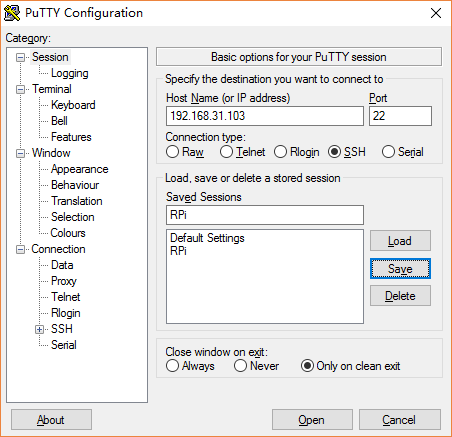 PuTTY Configuration
Category:
Session
Logging
Terminal
Keyboard
Bell
Features
Window
Appearance
Behaviour
Translation
Selection
Colours
Connection
Data
Proxy
Telnet
Rlogin
SSH
Serial
Basic options for your PuTTY session
Specify the destination you want to connect to
Host Name (or IP address) Port
192.168.31.103 22
Connection type:
Raw Telnet Rlogin SSH Serial
Load, save or delete a stored session
Saved Sessions
RPi
Default Settings
RPi
Load
Save
Delete
Close window on exit:
Always Never Only on clean exit
About Open Cancel